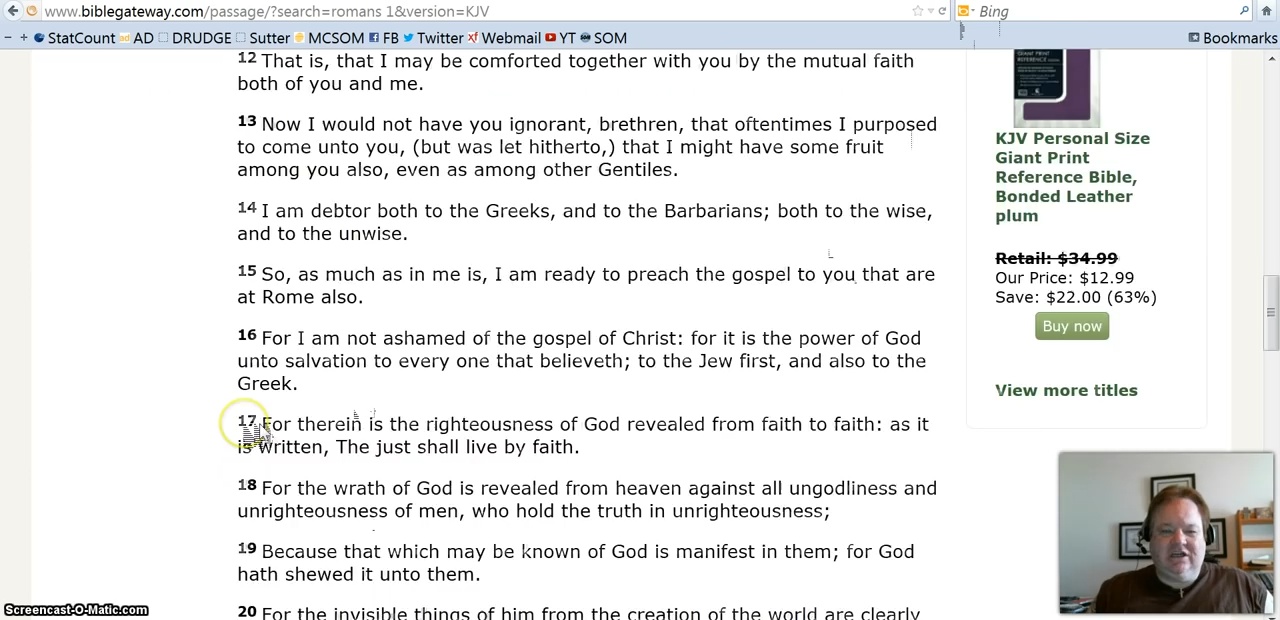 www.biblegateway.com/passage/?search=romans 1&version=KJV
Bing
StatCount AD DRUDGE Sitter MCSOM FB Twitter Webmail YT SOM
Bookmarks
12 That is, that I may be comforted together with you by the mutual faith
both of you and me.
13 Now I would not have you ignorant, brethren, that oftentimes I purposed
to come unto you, (but was let hitherto,) that I might have some fruit
among you also, even as among other Gentiles.
14 I am debtor both to the Greeks, and to the Barbarians; both to the wise,
and to the unwise.
15 So, as much as in me is, I am ready to preach the gospel to you that are
at Rome also.
16 For I am not ashamed of the gospel of Christ: for it is the power of God
unto salvation to every one that believeth; to the Jew first, and also to the
Greek.
17 For therein is the righteousness of God revealed from faith to faith: as it
is written, The just shall live by faith.
18 For the wrath of God is revealed from heaven against all ungodliness and
unrighteousness of men, who hold the truth in unrighteousness;
19 Because that which may be known of God is manifest in them; for God
hath shewed it unto them.
20 For the invisible things of him from the creation of the world are clearly
KJV Personal Size
Giant Print
Reference Bible,
Bonded Leather
plum
Retail: $34.99
Our Price: $12.99
Save: $22.00 (63%)
Buy now
View more titles
Screencast-O-Matic.com